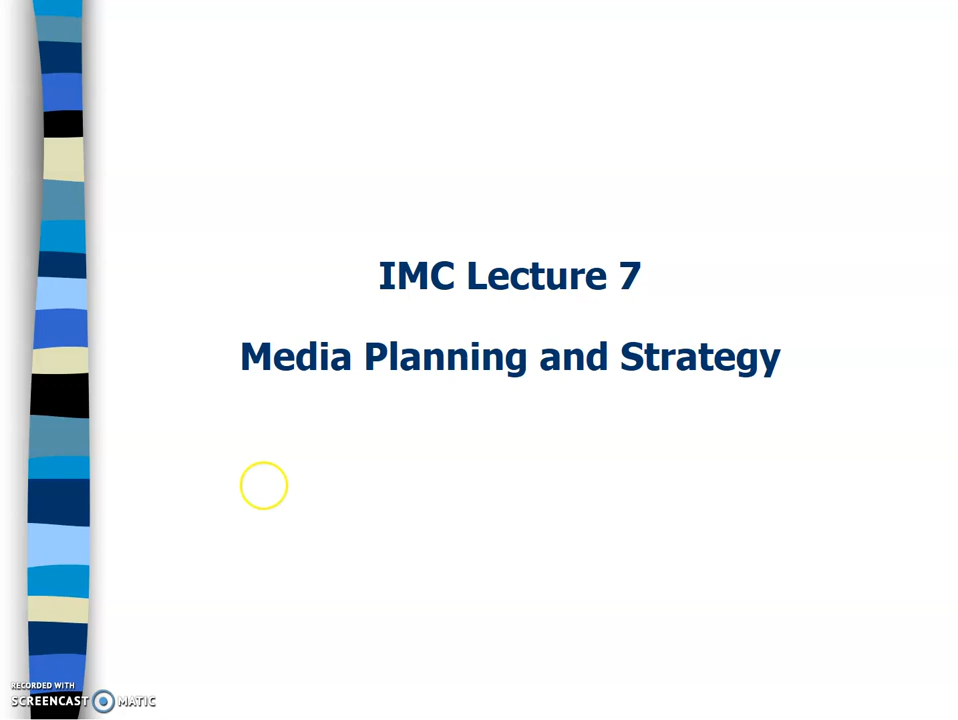 IMC Lecture 7
Media Planning and Strategy
RECORDED WITH
SCREENCAST MATIC